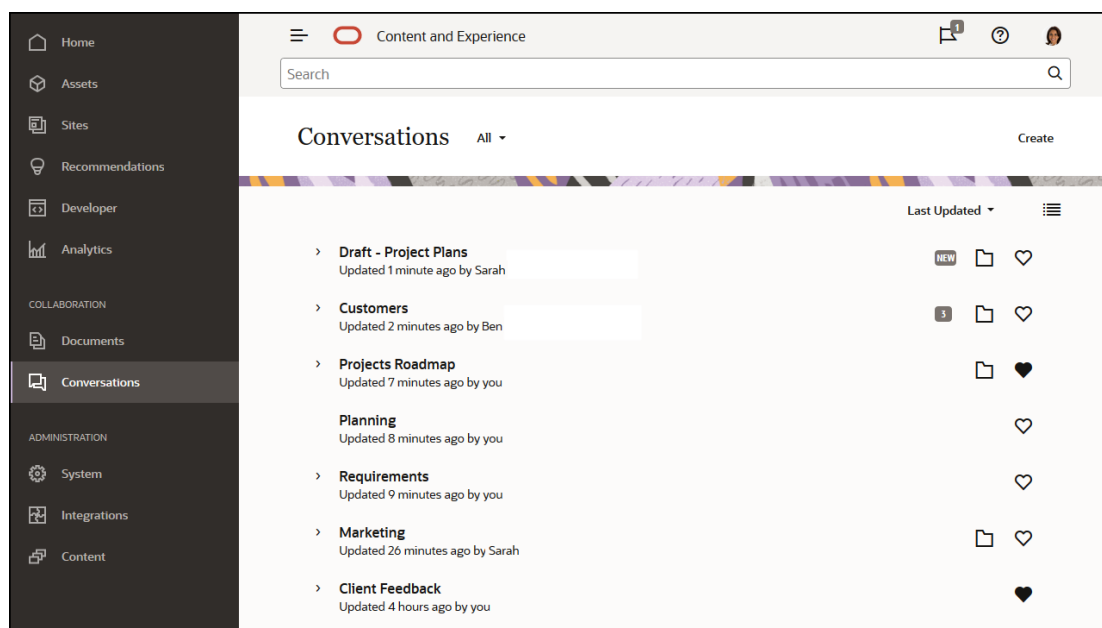 Home
Assets
Sites
Recommendations
Developer
Analytics
COLLABORATION
Documents
Conversations
ADMINISTRATION
System
Integrations
Content
Content and Experience
1
Search
Conversations All
Create
Last Updated
Draft - Project Plans
Updated 1 minute ago by Sarah
NEW
Customers
Updated 2 minutes ago by Ben
3
Projects Roadmap
Updated 7 minutes ago by you
Planning
Updated 8 minutes ago by you
Requirements
Updated 9 minutes ago by you
Marketing
Updated 26 minutes ago by Sarah
Client Feedback
Updated 4 hours ago by you